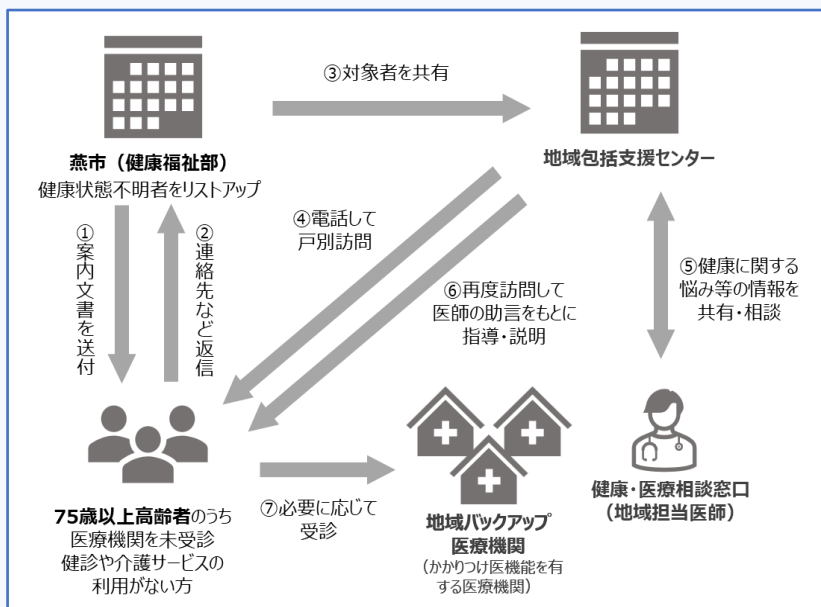 ③対象者を共有
燕市（健康福祉部）
健康状態不明者をリストアップ
地域包括支援センター
①案内文書を送付
②連絡先など返信
④電話して
戸別訪問
⑥再度訪問して
医師の助言をもとに
指導・説明
⑤健康に関する
悩み等の情報を
共有・相談
75歳以上高齢者のうち
医療機関を未受診
健診や介護サービスの
利用がない方
⑦必要に応じて
受診
地域バックアップ
医療機関
（かかりつけ医機能を有
する医療機関）
健康・医療相談窓口
（地域担当医師）